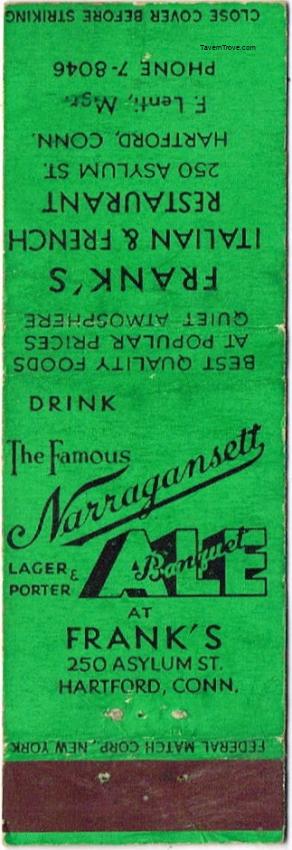 TavernTrove.com
CLOSE COVER BEFORE STRIKING
PHONE 7-8046
F. Lenti, Mgr.
HARTFORD, CONN.
250 ASYLUM ST.
RESTAURANT
ITALIAN & FRENCH
FRANK'S
QUIET ATMOSPHERE
AT POPULAR PRICES
BEST QUALITY FOODS
DRINK
The Famous
Narragansett
LAGER & PORTER
Banquet ALE
AT
FRANK'S
250 ASYLUM ST.
HARTFORD, CONN.
FEDERAL MATCH CORP., NEW YORK